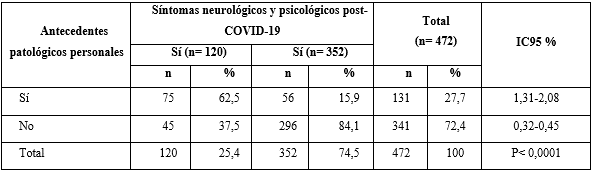 Antecedentes patológicos personales
Síntomas neurológicos y psicológicos post-
COVID-19
Total
(n= 472)
IC95 %
Sí (n= 120) Sí (n= 352)
n % n % n %
Sí 75 62,5 56 15,9 131 27,7 1,31-2,08
No 45 37,5 296 84,1 341 72,4 0,32-0,45
Total 120 25,4 352 74,5 472 100 P< 0,0001